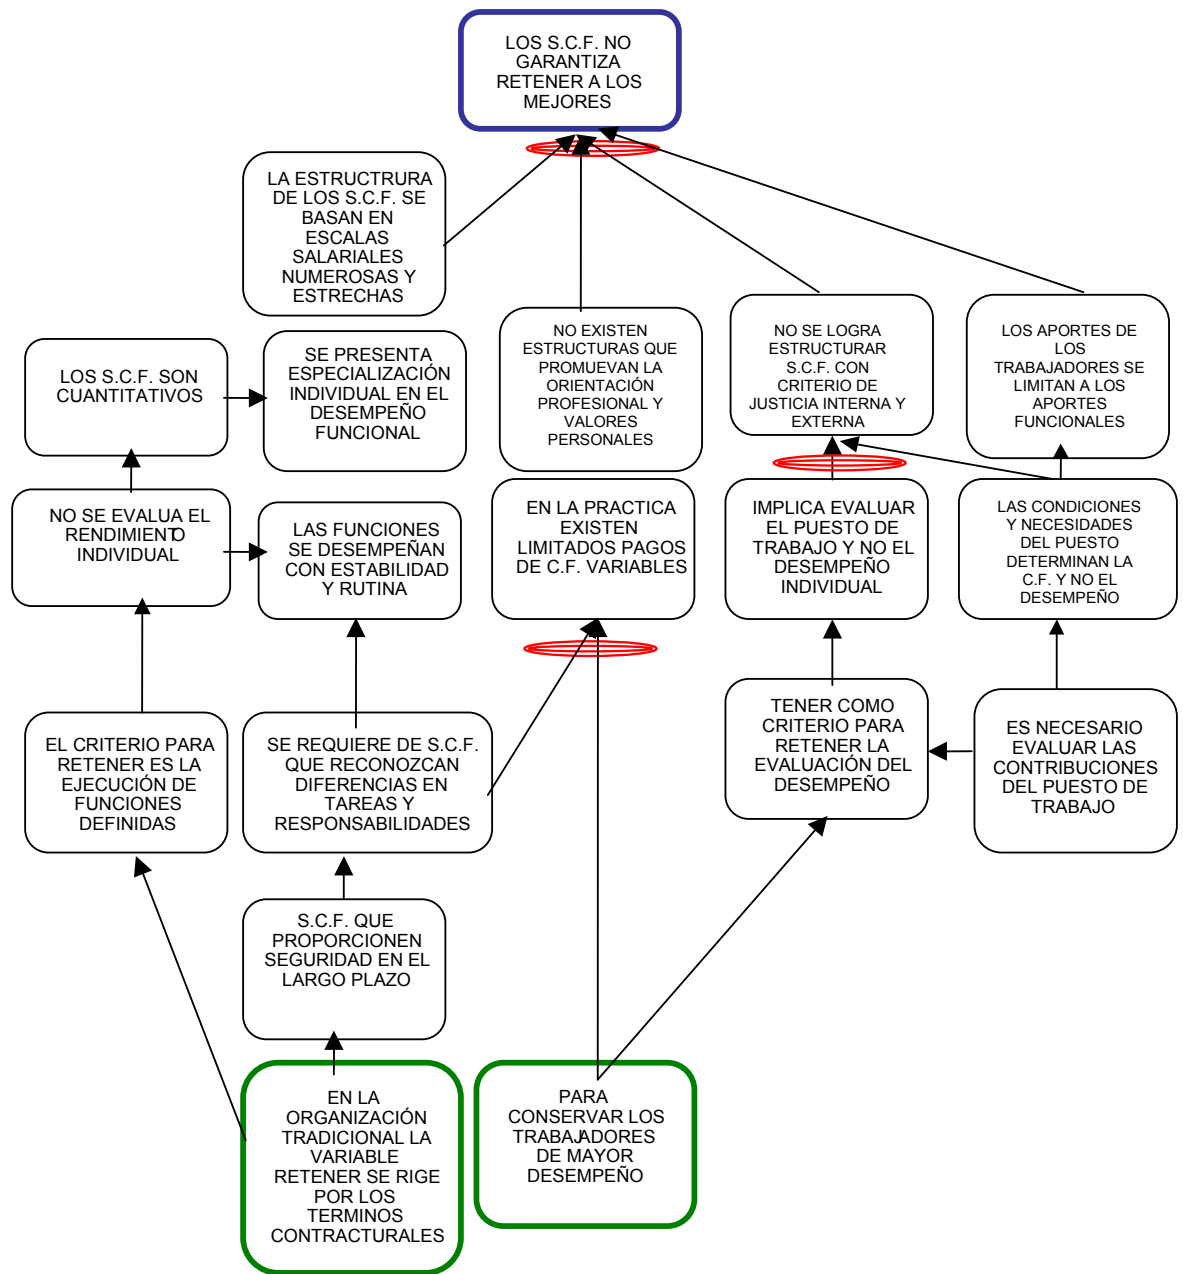 LOS S.C.F. NO
GARANTIZA
RETENER A LOS
MEJORES
LA ESTRUCTRURA
DE LOS S.C.F. SE
BASAN EN
ESCALAS
SALARIALES
NUMEROSAS Y
ESTRECHAS
LOS S.C.F. SON
CUANTITATIVOS
SE PRESENTA
ESPECIALIZACIÓN
INDIVIDUAL EN EL
DESEMPEÑO
FUNCIONAL
NO EXISTEN
ESTRUCTURAS QUE
PROMUEVAN LA
ORIENTACIÓN
PROFESIONAL Y
VALORES
PERSONALES
NO SE LOGRA
ESTRUCTURAR
S.C.F. CON
CRITERIO DE
JUSTICIA INTERNA Y
EXTERNA
LOS APORTES DE
LOS
TRABAJADORES SE
LIMITAN A LOS
APORTES
FUNCIONALES
NO SE EVALUA EL
RENDIMIENTO
INDIVIDUAL
LAS FUNCIONES
SE DESEMPEÑAN
CON ESTABILIDAD
Y RUTINA
EN LA PRACTICA
EXISTEN
LIMITADOS PAGOS
DE C.F. VARIABLES
IMPLICA EVALUAR
EL PUESTO DE
TRABAJO Y NO EL
DESEMPEÑO
INDIVIDUAL
LAS CONDICIONES
Y NECESIDADES
DEL PUESTO
DETERMINAN LA
C.F. Y NO EL
DESEMPEÑO
EL CRITERIO PARA
RETENER ES LA
EJECUCIÓN DE
FUNCIONES
DEFINIDAS
SE REQUIERE DE S.C.F.
QUE RECONOZCAN
DIFERENCIAS EN
TAREAS Y
RESPONSABILIDADES
TENER COMO
CRITERIO PARA
RETENER LA
EVALUACIÓN DEL
DESEMPEÑO
ES NECESARIO
EVALUAR LAS
CONTRIBUCIONES
DEL PUESTO DE
TRABAJO
S.C.F. QUE
PROPORCIONEN
SEGURIDAD EN EL
LARGO PLAZO
EN LA
ORGANIZACIÓN
TRADICIONAL LA
VARIABLE
RETENER SE RIGE
POR LOS
TERMINOS
CONTRACTURALES
PARA
CONSERVAR LOS
TRABAJADORES
DE MAYOR
DESEMPEÑO